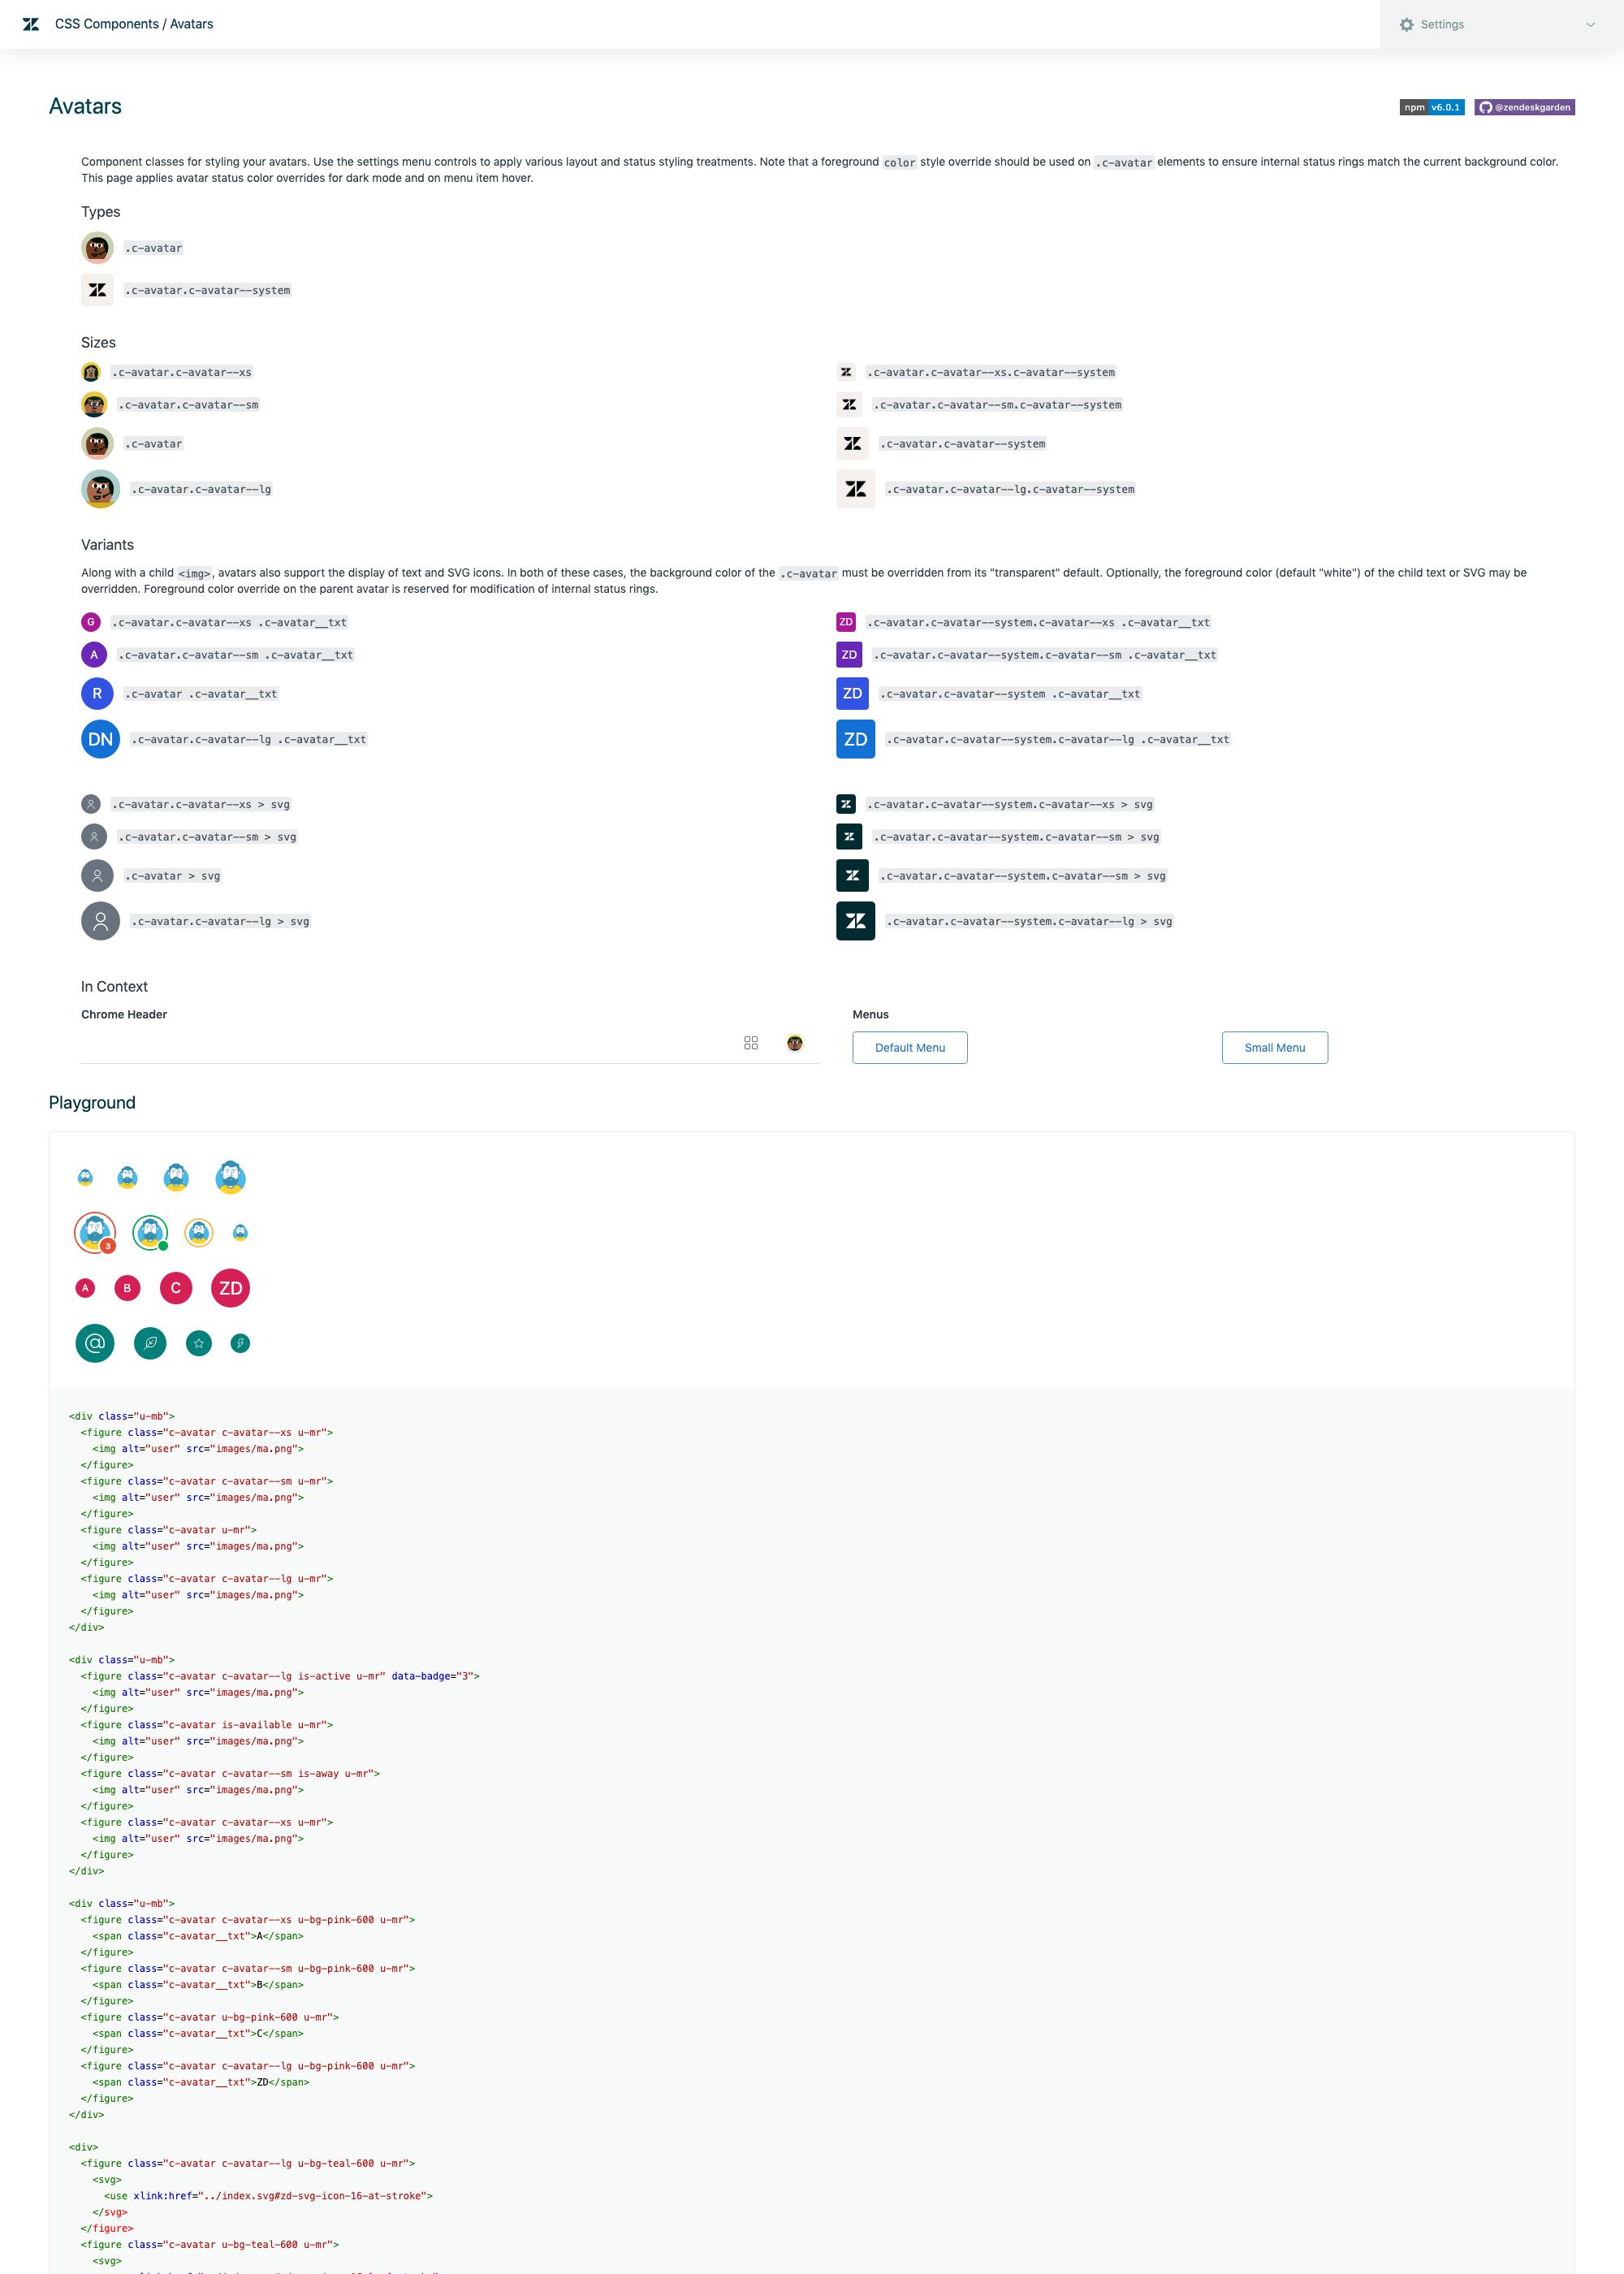 CSS Components / Avatars
Settings
Avatars
npm v6.0.1 @zendeskgarden
Component classes for styling your avatars. Use the settings menu controls to apply various layout and status styling treatments. Note that a foreground color style override should be used on .c-avatar elements to ensure internal status rings match the current background color.
This page applies avatar status color overrides for dark mode and on menu item hover.
Types
.c-avatar
.c-avatar.c-avatar--system
Sizes
.c-avatar.c-avatar--xs
.c-avatar.c-avatar--xs.c-avatar--system
.c-avatar.c-avatar--sm
.c-avatar.c-avatar--sm.c-avatar--system
.c-avatar
.c-avatar.c-avatar--system
.c-avatar.c-avatar--lg
.c-avatar.c-avatar--lg.c-avatar--system
Variants
Along with a child <img>, avatars also support the display of text and SVG icons. In both of these cases, the background color of the .c-avatar must be overridden from its "transparent" default. Optionally, the foreground color (default "white") of the child text or SVG may be
overridden. Foreground color override on the parent avatar is reserved for modification of internal status rings.
G .c-avatar.c-avatar--xs .c-avatar__txt
ZD .c-avatar.c-avatar--system.c-avatar--xs .c-avatar__txt
A .c-avatar.c-avatar--sm .c-avatar__txt
ZD .c-avatar.c-avatar--system.c-avatar--sm .c-avatar__txt
R .c-avatar .c-avatar__txt
ZD .c-avatar.c-avatar--system .c-avatar__txt
DN .c-avatar.c-avatar--lg .c-avatar__txt
ZD .c-avatar.c-avatar--system.c-avatar--lg .c-avatar__txt
.c-avatar.c-avatar--xs > svg
.c-avatar.c-avatar--system.c-avatar--xs > svg
.c-avatar.c-avatar--sm > svg
.c-avatar.c-avatar--system.c-avatar--sm > svg
.c-avatar > svg
.c-avatar.c-avatar--system.c-avatar--sm > svg
.c-avatar.c-avatar--lg > svg
.c-avatar.c-avatar--system.c-avatar--lg > svg
In Context
Chrome Header
Menus
Default Menu
Small Menu
Playground
3
A B C ZD
@
<div class="u-mb">
<figure class="c-avatar c-avatar--xs u-mr">
<img alt="user" src="images/ma.png">
</figure>
<figure class="c-avatar c-avatar--sm u-mr">
<img alt="user" src="images/ma.png">
</figure>
<figure class="c-avatar u-mr">
<img alt="user" src="images/ma.png">
</figure>
<figure class="c-avatar c-avatar--lg u-mr">
<img alt="user" src="images/ma.png">
</figure>
</div>
<div class="u-mb">
<figure class="c-avatar c-avatar--lg is-active u-mr" data-badge="3">
<img alt="user" src="images/ma.png">
</figure>
<figure class="c-avatar is-available u-mr">
<img alt="user" src="images/ma.png">
</figure>
<figure class="c-avatar c-avatar--sm is-away u-mr">
<img alt="user" src="images/ma.png">
</figure>
<figure class="c-avatar c-avatar--xs u-mr">
<img alt="user" src="images/ma.png">
</figure>
</div>
<div class="u-mb">
<figure class="c-avatar c-avatar--xs u-bg-pink-600 u-mr">
<span class="c-avatar__txt">A</span>
</figure>
<figure class="c-avatar c-avatar--sm u-bg-pink-600 u-mr">
<span class="c-avatar__txt">B</span>
</figure>
<figure class="c-avatar u-bg-pink-600 u-mr">
<span class="c-avatar__txt">C</span>
</figure>
<figure class="c-avatar c-avatar--lg u-bg-pink-600 u-mr">
<span class="c-avatar__txt">ZD</span>
</figure>
</div>
<div>
<figure class="c-avatar c-avatar--lg u-bg-teal-600 u-mr">
<svg>
<use xlink:href="../index.svg#zd-svg-icon-16-at-stroke">
</svg>
</figure>
<figure class="c-avatar u-bg-teal-600 u-mr">
<svg>